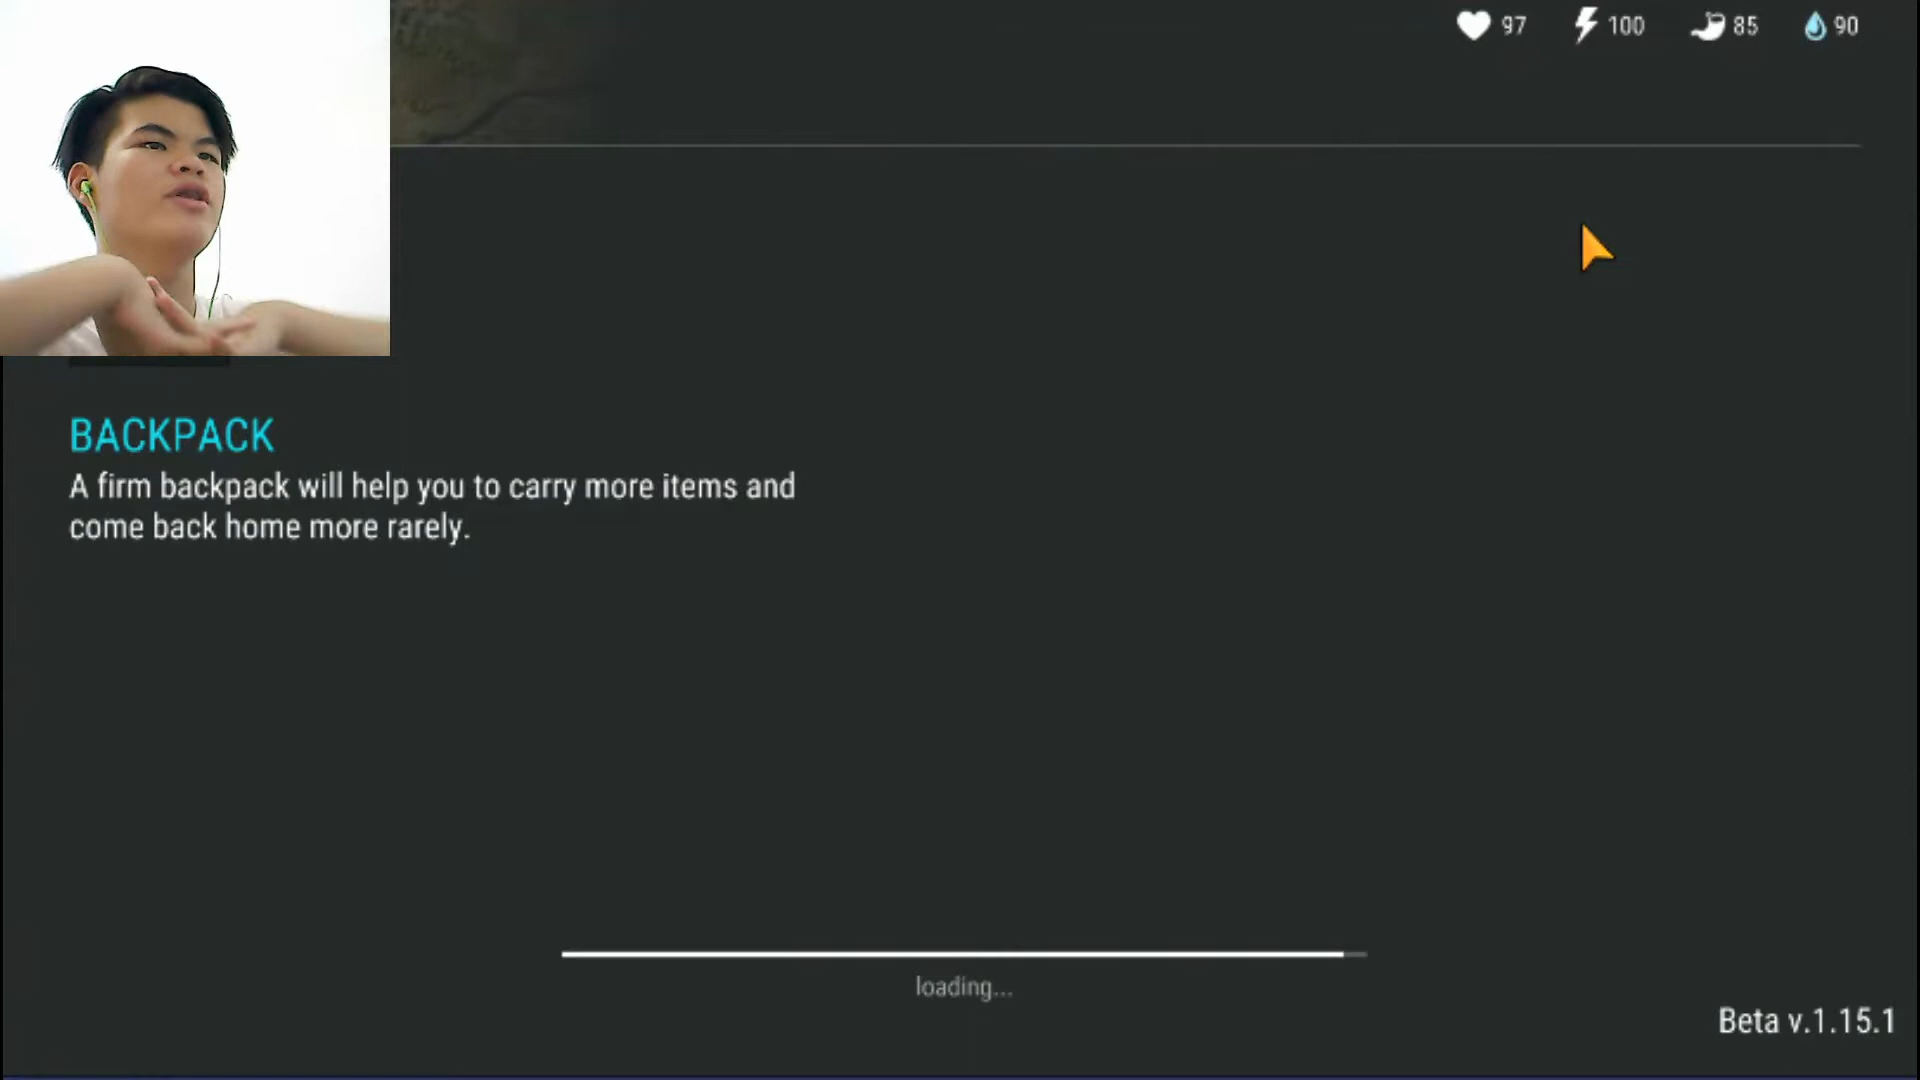 97 100 85 90
BACKPACK
A firm backpack will help you to carry more items and
come back home more rarely.
loading...
Beta v.1.15.1